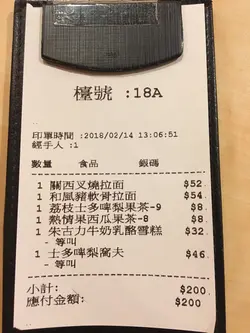 檯號 :18A
印單時間 :2018/02/14 13:06:51
經手人 :1
數量 食品 銀碼
1 關西叉燒拉面 $52
1 和風豬軟骨拉面 $54
1 荔枝士多啤梨果茶-9 $8
1 熱情果西瓜果茶-8 $8
1 朱古力牛奶乳酪雪糕 $32
- 等叫
1 士多啤梨窩夫 $46
- 等叫
小計: $200
應付金額: $200